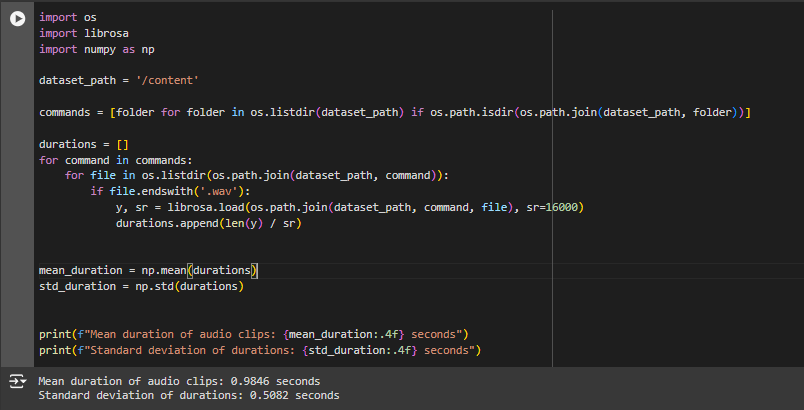 import os
import librosa
import numpy as np
dataset_path = '/content'
commands = [folder for folder in os.listdir(dataset_path) if os.path.isdir(os.path.join(dataset_path, folder))]
durations = []
for command in commands:
    for file in os.listdir(os.path.join(dataset_path, command)):
        if file.endswith('.wav'):
            y, sr = librosa.load(os.path.join(dataset_path, command, file), sr=16000)
            durations.append(len(y) / sr)
mean_duration = np.mean(durations)
std_duration = np.std(durations)
print(f"Mean duration of audio clips: {mean_duration:.4f} seconds")
print(f"Standard deviation of durations: {std_duration:.4f} seconds")
Mean duration of audio clips: 0.9846 seconds
Standard deviation of durations: 0.5082 seconds